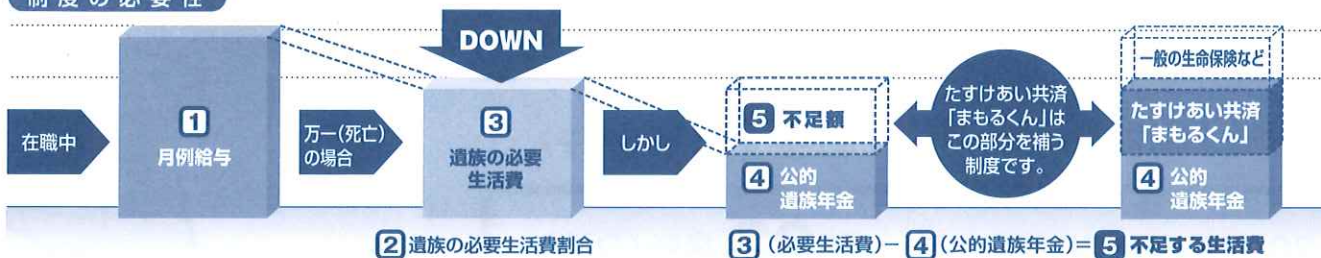 制度の必要性
DOWN
一般の生命保険など
在職中
1
月例給与
万一(死亡)
の場合
3
遺族の必要
生活費
しかし
5 不足額
4 公的
遺族年金
たすけあい共済
「まもるくん」は
この部分を補う
制度です。
たすけあい共済
「まもるくん」
4 公的
遺族年金
2 遺族の必要生活費割合
3 (必要生活費)− 4 (公的遺族年金)= 5 不足する生活費